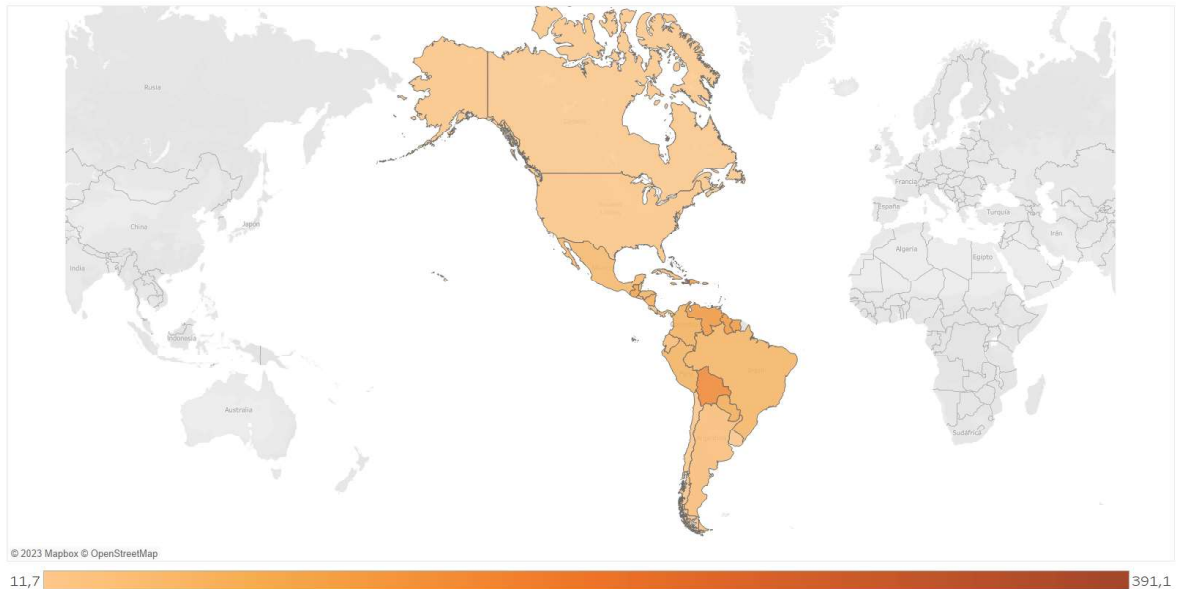 Rusia
China
Japón
India
Indonesia
Australia
Francia
España
Turquía
Iraq
Irán
Argelia
Egipto
Sudáfrica
© 2023 Mapbox © OpenStreetMap
11,7
391,1